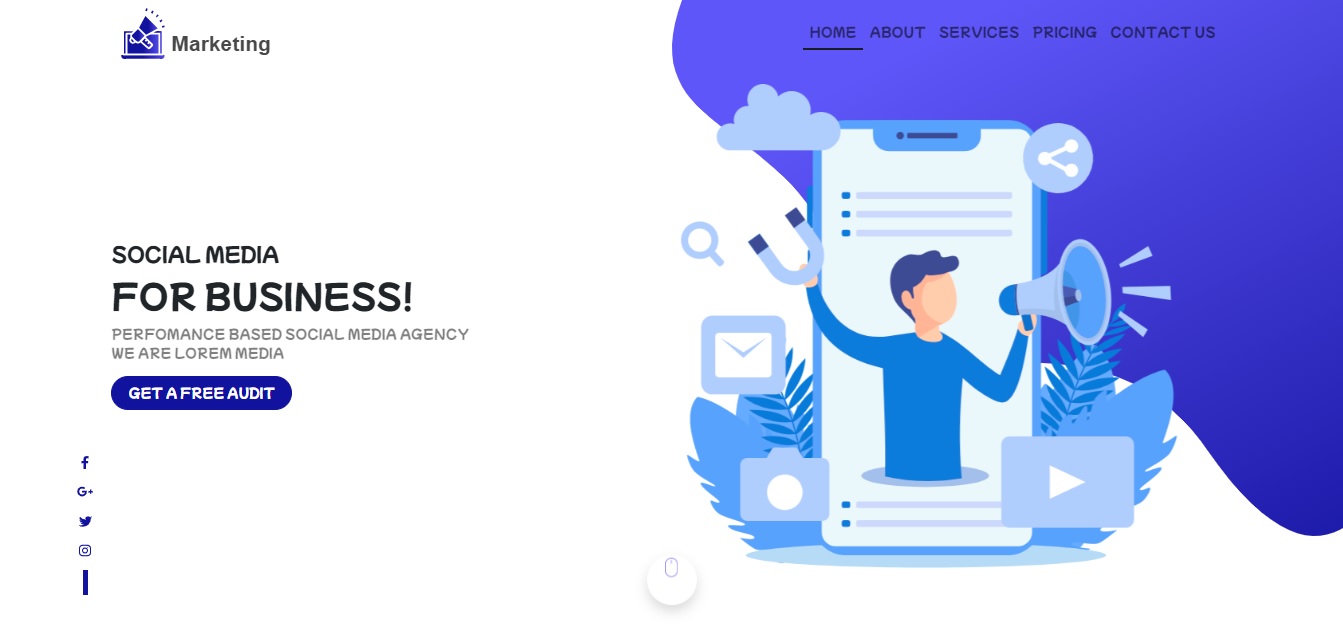 Marketing
HOME ABOUT SERVICES PRICING CONTACT US
SOCIAL MEDIA
FOR BUSINESS!
PERFOMANCE BASED SOCIAL MEDIA AGENCY
WE ARE LOREM MEDIA
GET A FREE AUDIT